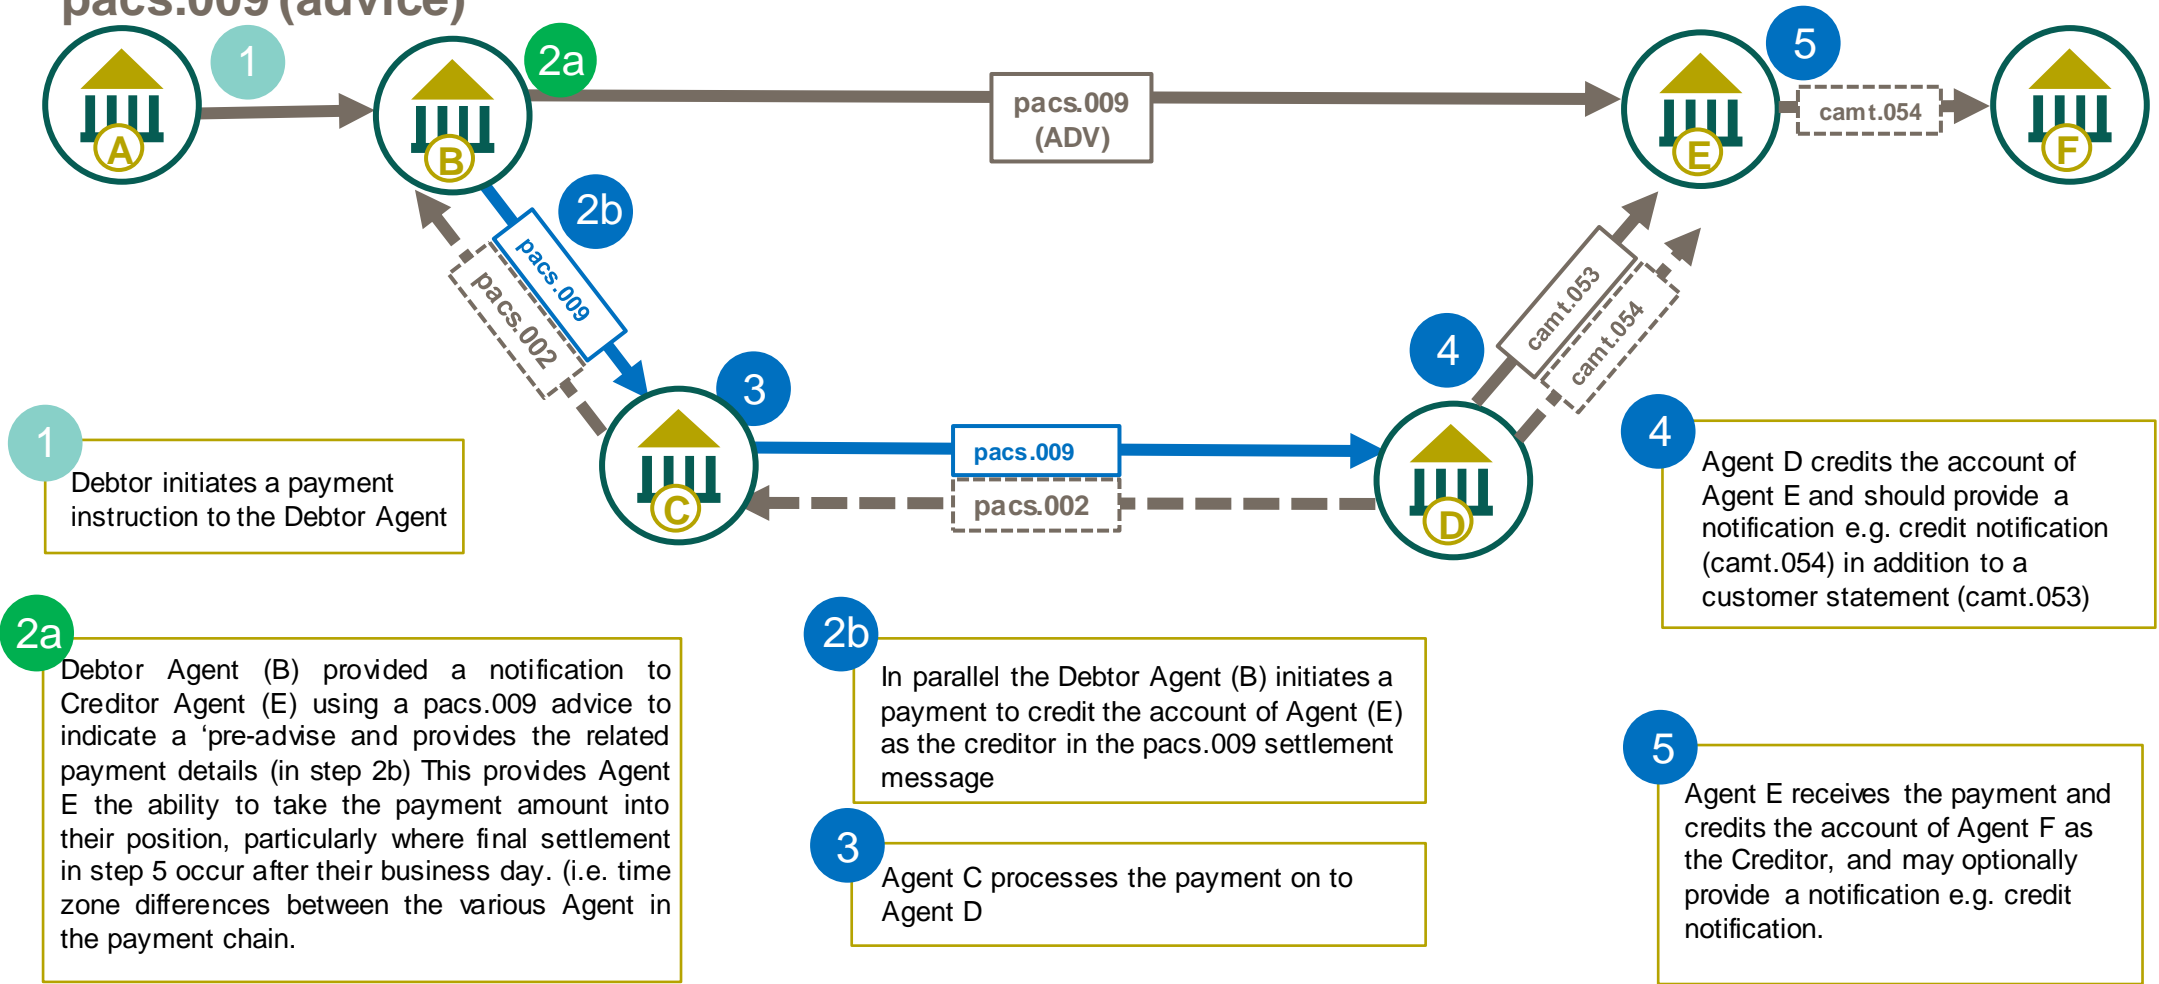 pacs.009 (advice)
1
2a
5
pacs.009
(ADV)
camt.054
A
B
E
F
2b
pacs.009
pacs.002
camt.053
camt.054
4
3
pacs.009
pacs.002
C
D
1
Debtor initiates a payment
instruction to the Debtor Agent
4
Agent D credits the account of
Agent E and should provide a
notification e.g. credit notification
(camt.054) in addition to a
customer statement (camt.053)
2a
Debtor Agent (B) provided a notification to
Creditor Agent (E) using a pacs.009 advice to
indicate a ‘pre-advise and provides the related
payment details (in step 2b) This provides Agent
E the ability to take the payment amount into
their position, particularly where final settlement
in step 5 occur after their business day. (i.e. time
zone differences between the various Agent in
the payment chain.
2b
In parallel the Debtor Agent (B) initiates a
payment to credit the account of Agent (E)
as the creditor in the pacs.009 settlement
message
3
Agent C processes the payment on to
Agent D
5
Agent E receives the payment and
credits the account of Agent F as
the Creditor, and may optionally
provide a notification e.g. credit
notification.